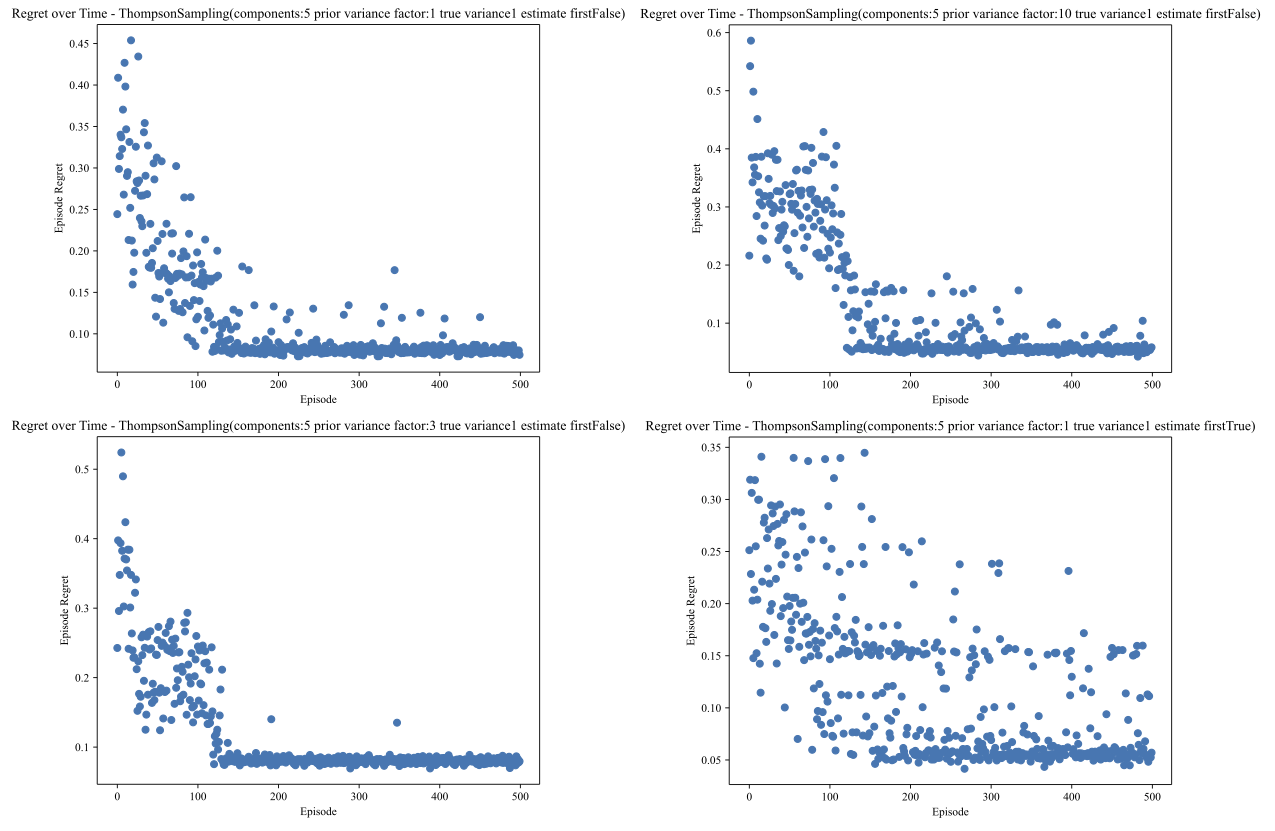 Regret over Time - ThompsonSampling(components:5 prior variance factor:1 true variance1 estimate firstFalse)
0.45
0.40
0.35
0.30
0.25
0.20
0.15
0.10
Episode Regret
0 100 200 300 400 500
Episode
Regret over Time - ThompsonSampling(components:5 prior variance factor:10 true variance1 estimate firstFalse)
0.6
0.5
0.4
0.3
0.2
0.1
Episode Regret
0 100 200 300 400 500
Episode
Regret over Time - ThompsonSampling(components:5 prior variance factor:3 true variance1 estimate firstFalse)
0.5
0.4
0.3
0.2
0.1
Episode Regret
0 100 200 300 400 500
Episode
Regret over Time - ThompsonSampling(components:5 prior variance factor:1 true variance1 estimate firstTrue)
0.35
0.30
0.25
0.20
0.15
0.10
0.05
Episode Regret
0 100 200 300 400 500
Episode